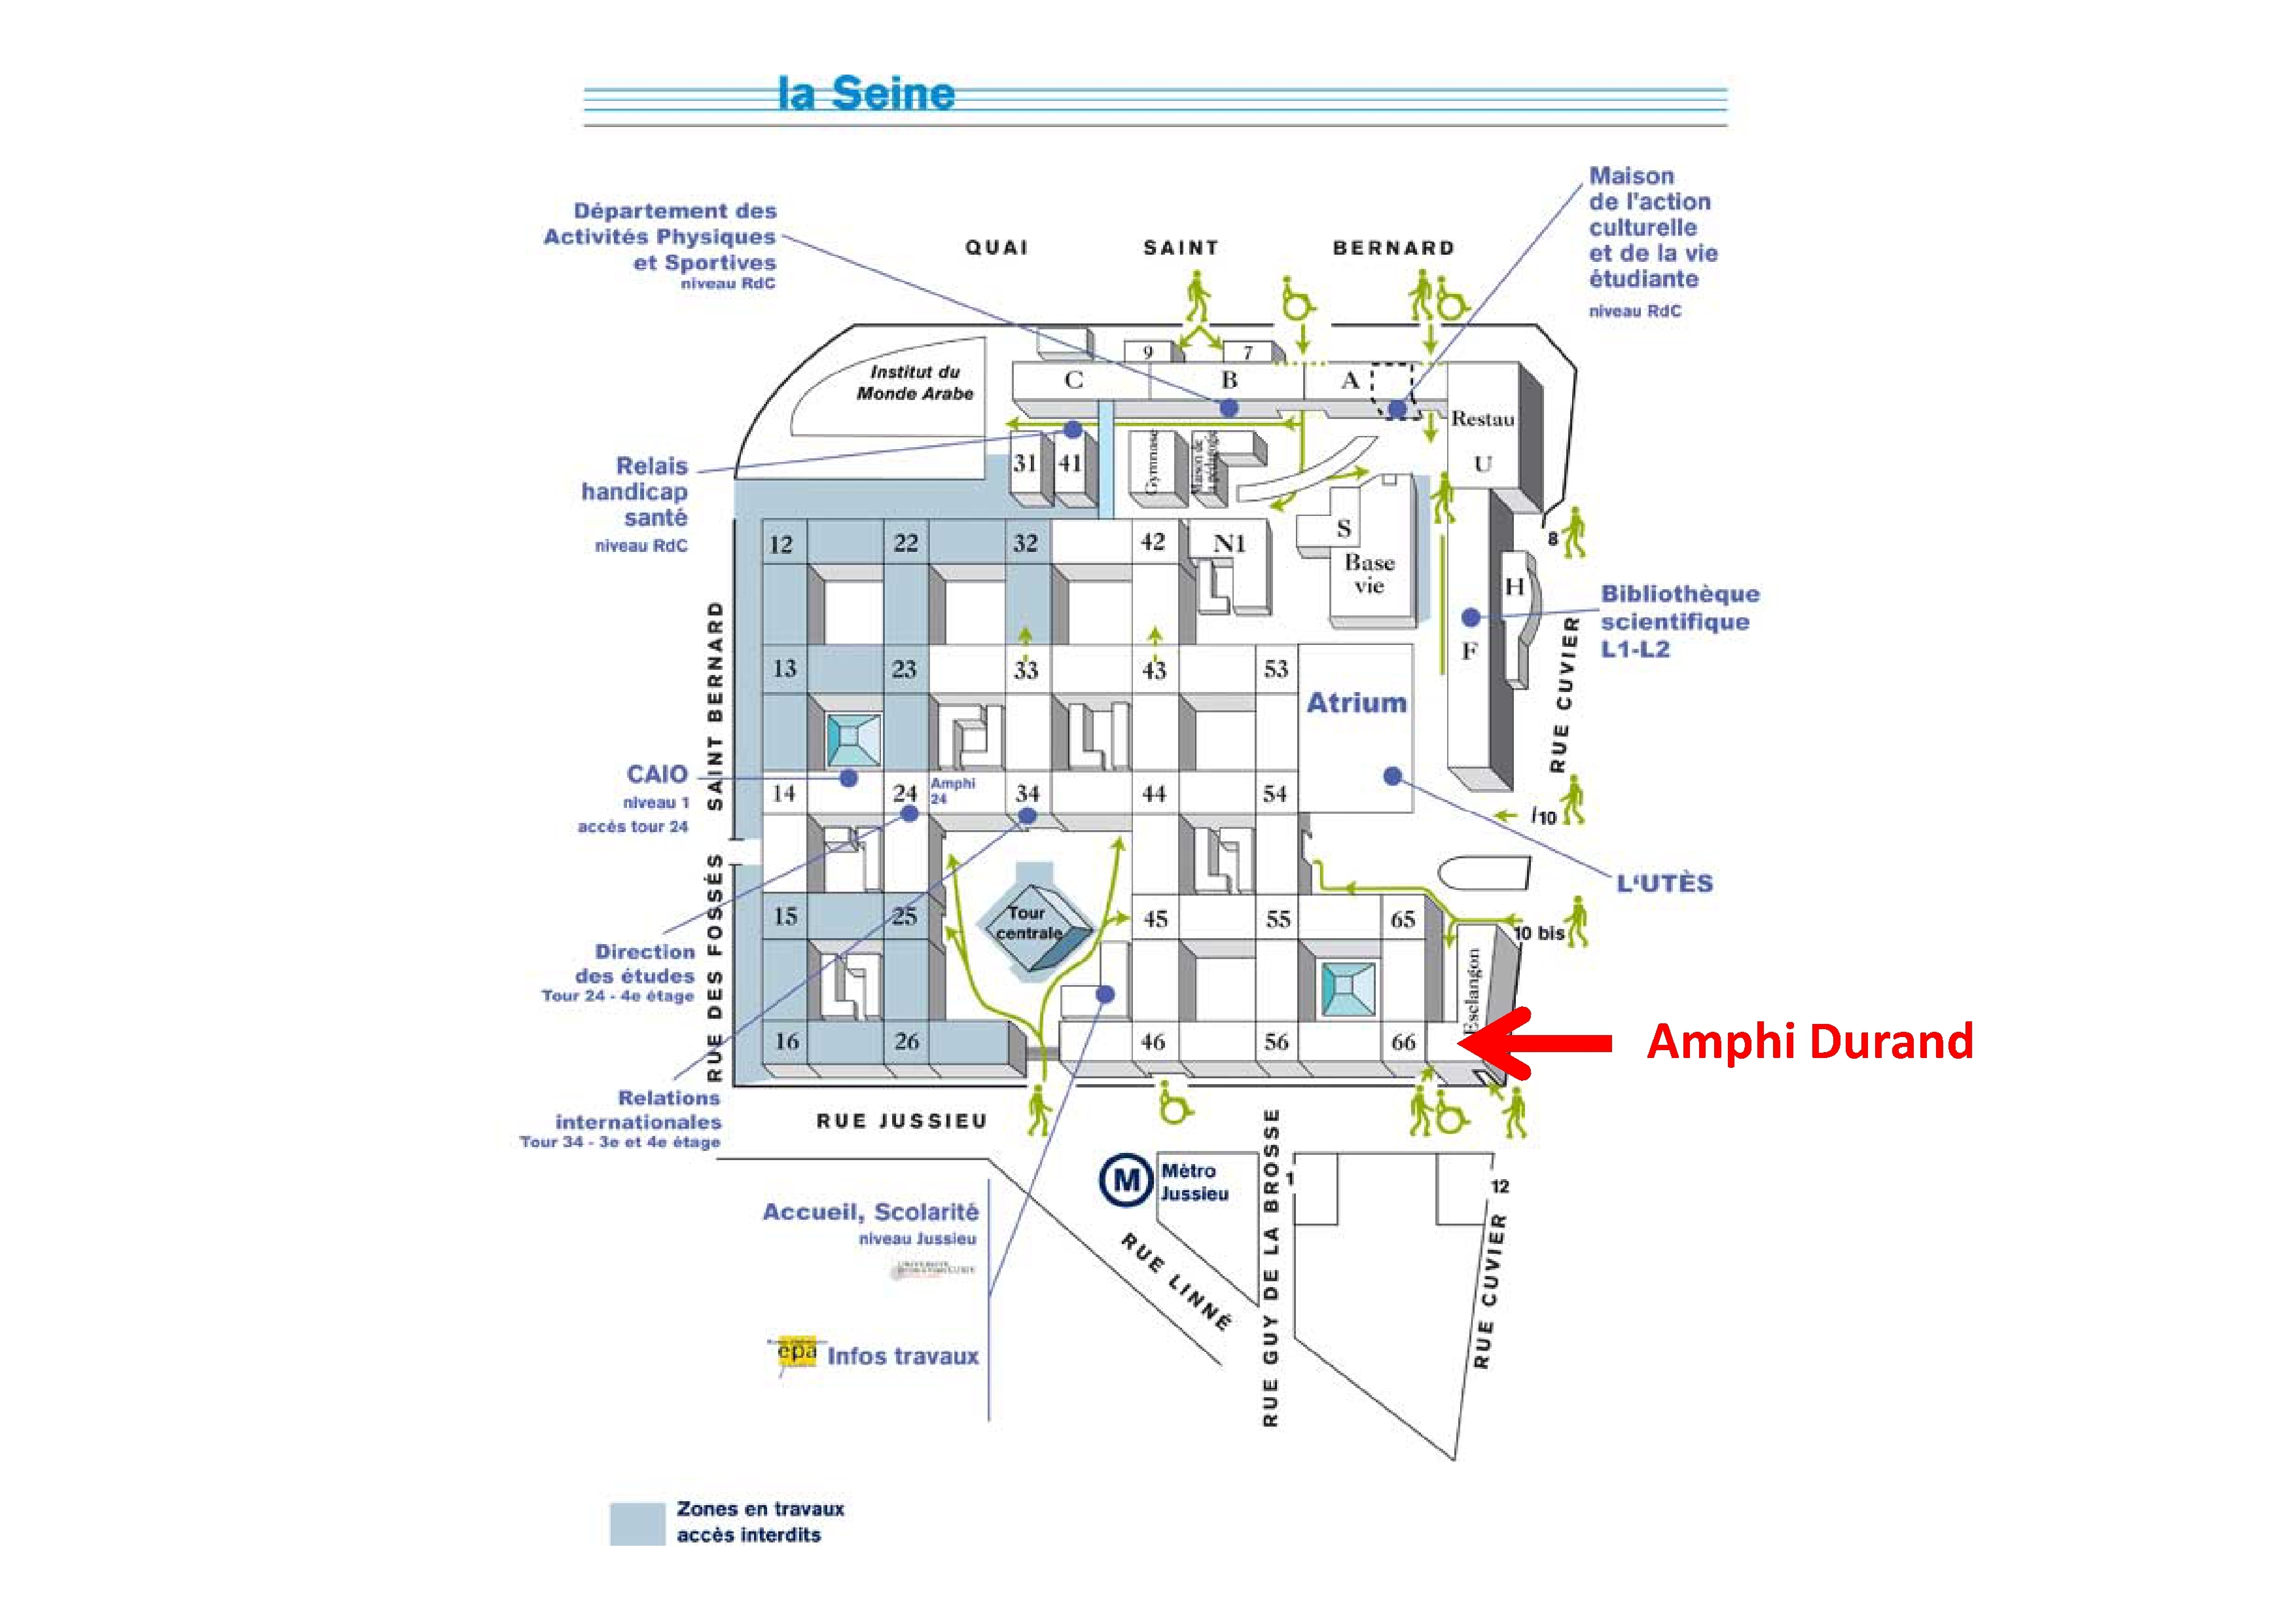 la Seine
Maison
de l'action
culturelle
et de la vie
étudiante
niveau RdC
Département des
Activités Physiques
et Sportives
niveau RdC
QUAI SAINT BERNARD
Institut du
Monde Arabe
9
7
C
B
A
Restau
U
Relais
handicap
santé
niveau RdC
31
41
Gymnase
Maison de
la pédagogie
S
Base
vie
8
H
F
Bibliothèque
scientifique
L1-L2
12
22
32
42
N1
RUE CUVIER
13
23
33
43
53
Atrium
CAIO
niveau 1
accès tour 24
14
24
Amphi
24
34
44
54
10
L'UTÈS
RUE DES FOSSÉS SAINT BERNARD
15
25
Tour
centrale
45
55
65
10 bis
Esclangon
Direction
des études
Tour 24 - 4e étage
16
26
46
56
66
Amphi Durand
Relations
internationales
Tour 34 - 3e et 4e étage
RUE JUSSIEU
M
Métro
Jussieu
1
12
RUE LINNÉ
RUE GUY DE LA BROSSE
RUE CUVIER
Accueil, Scolarité
niveau Jussieu
epa
Infos travaux
Zones en travaux
accès interdits